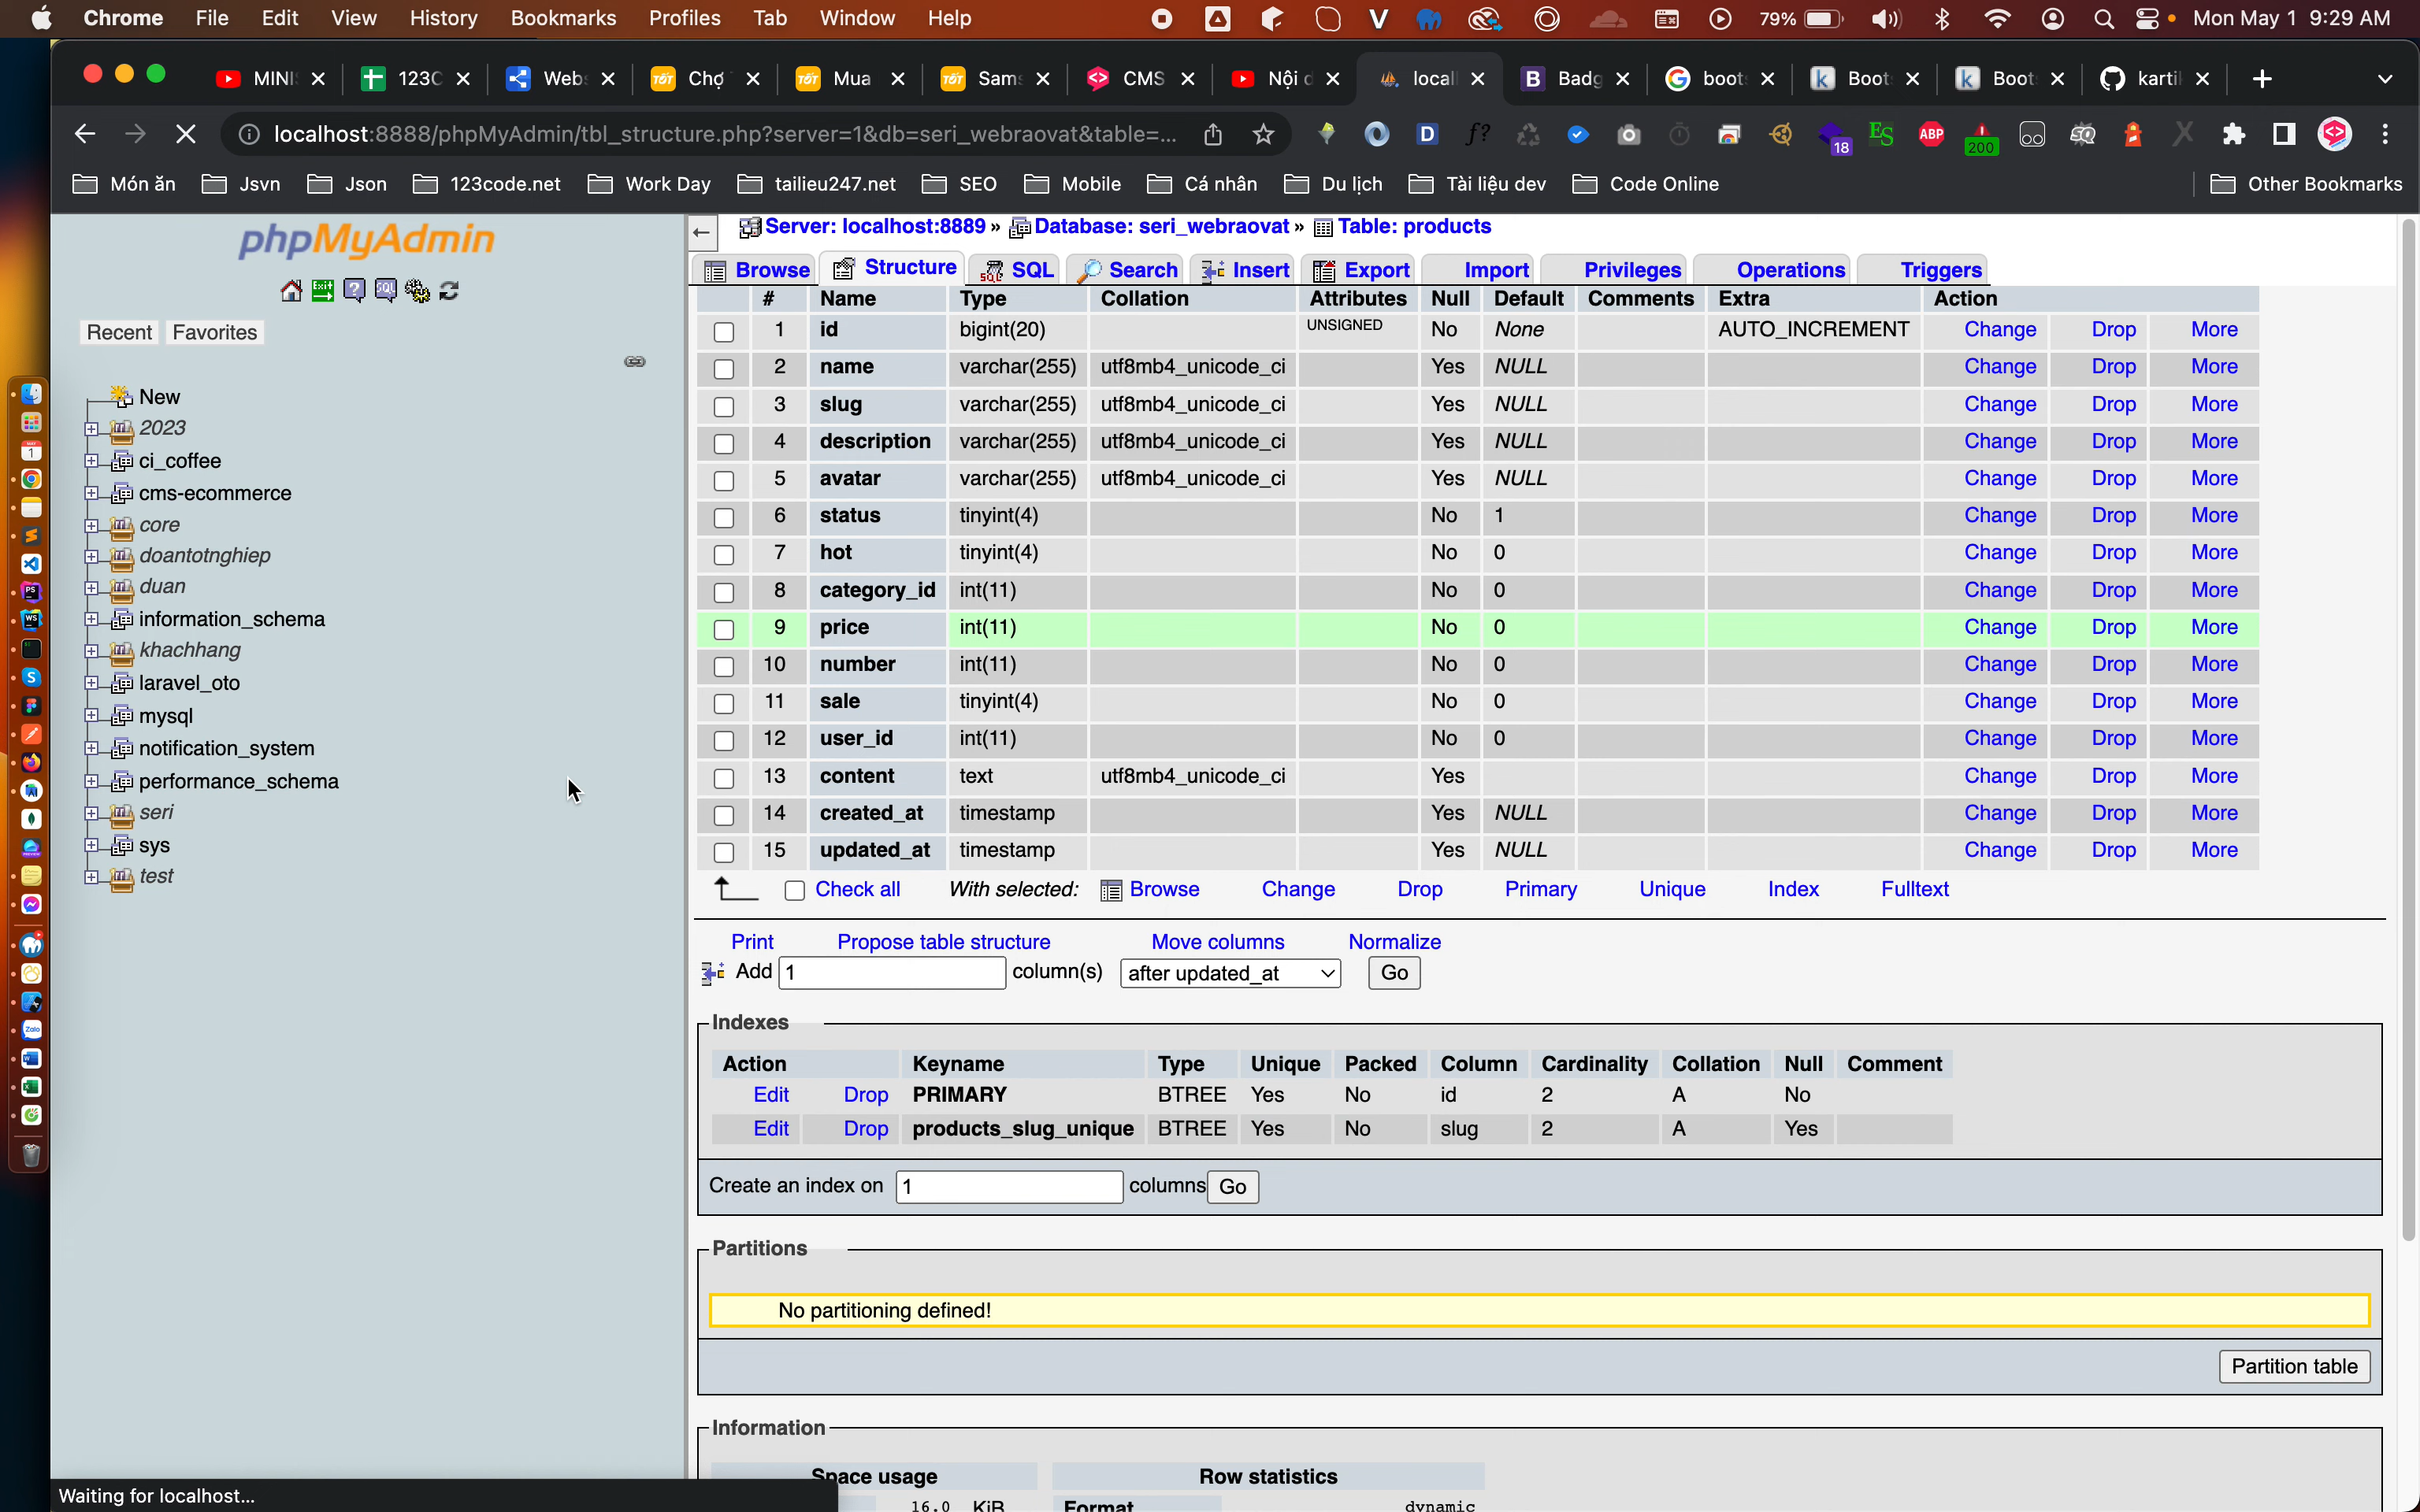 Chrome File Edit View History Bookmarks Profiles Tab Window Help 79% Mon May 1 9:29 AM
MINI 123C Web Chợ Mua Sam CMS Nội d local Badg boot Boot Boot karti
localhost:8888/phpMyAdmin/tbl_structure.php?server=1&db=seri_webraovat&table=... D f? 18 ES ABP 200
Món ăn Jsvn Json 123code.net Work Day tailieu247.net SEO Mobile Cá nhân Du lịch Tài liệu dev Code Online Other Bookmarks
phpMyAdmin
Recent Favorites
New
2023
ci_coffee
cms-ecommerce
core
doantotnghiep
duan
information_schema
khachhang
laravel_oto
mysql
notification_system
performance_schema
seri
sys
test
Server: localhost:8889 » Database: seri_webraovat » Table: products
Browse Structure SQL Search Insert Export Import Privileges Operations Triggers
# Name Type Collation Attributes Null Default Comments Extra Action
1 id bigint(20) UNSIGNED No None AUTO_INCREMENT Change Drop More
2 name varchar(255) utf8mb4_unicode_ci Yes NULL Change Drop More
3 slug varchar(255) utf8mb4_unicode_ci Yes NULL Change Drop More
4 description varchar(255) utf8mb4_unicode_ci Yes NULL Change Drop More
5 avatar varchar(255) utf8mb4_unicode_ci Yes NULL Change Drop More
6 status tinyint(4) No 1 Change Drop More
7 hot tinyint(4) No 0 Change Drop More
8 category_id int(11) No 0 Change Drop More
9 price int(11) No 0 Change Drop More
10 number int(11) No 0 Change Drop More
11 sale tinyint(4) No 0 Change Drop More
12 user_id int(11) No 0 Change Drop More
13 content text utf8mb4_unicode_ci Yes Change Drop More
14 created_at timestamp Yes NULL Change Drop More
15 updated_at timestamp Yes NULL Change Drop More
Check all With selected: Browse Change Drop Primary Unique Index Fulltext
Print Propose table structure Move columns Normalize
Add 1 column(s) after updated_at Go
Indexes
Action Keyname Type Unique Packed Column Cardinality Collation Null Comment
Edit Drop PRIMARY BTREE Yes No id 2 A No
Edit Drop products_slug_unique BTREE Yes No slug 2 A Yes
Create an index on 1 columns Go
Partitions
No partitioning defined!
Partition table
Information
Space usage Row statistics
16.0 KiB Format dynamic
Waiting for localhost...